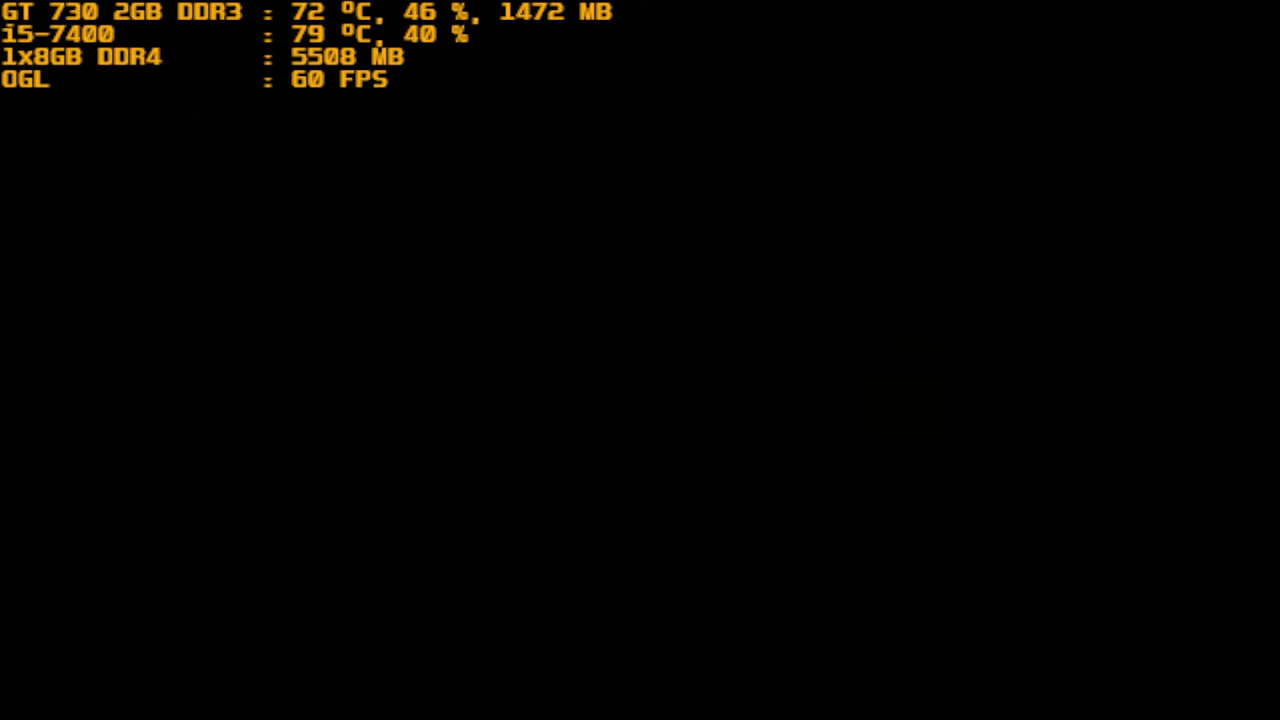 GT 730 2GB DDR3 : 72 ºC, 46 %, 1472 MB
i5-7400 : 79 ºC, 40 %
1x8GB DDR4 : 5508 MB
OGL : 60 FPS